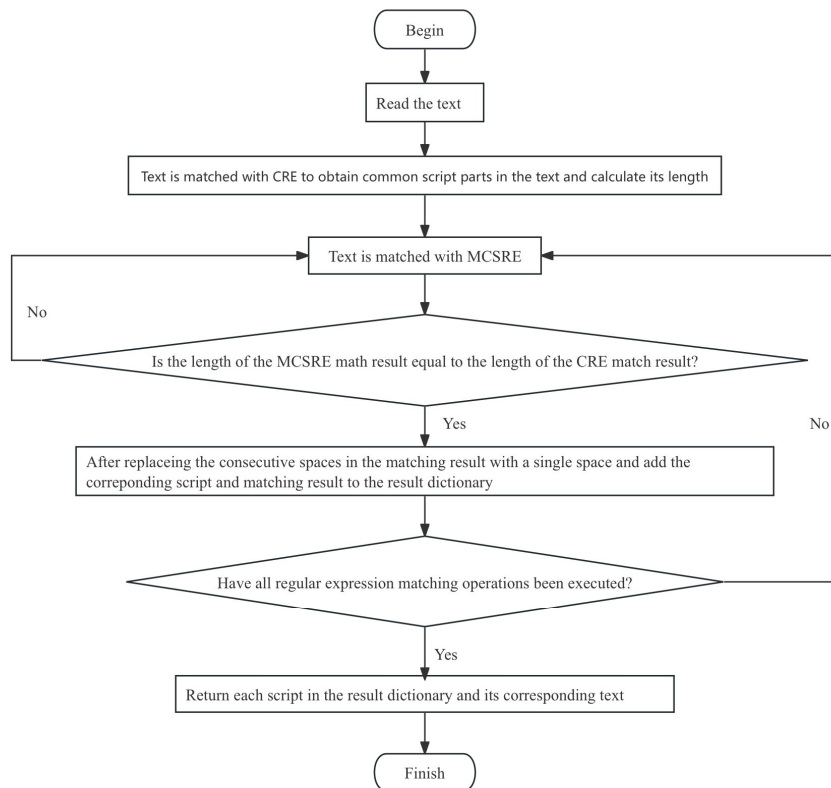 Begin
Read the text
Text is matched with CRE to obtain common script parts in the text and calculate its length
Text is matched with MCSRE
No
Is the length of the MCSRE math result equal to the length of the CRE match result?
Yes
No
After replaceing the consecutive spaces in the matching result with a single space and add the
correponding script and matching result to the result dictionary
Have all regular expression matching operations been executed?
Yes
Return each script in the result dictionary and its corresponding text
Finish